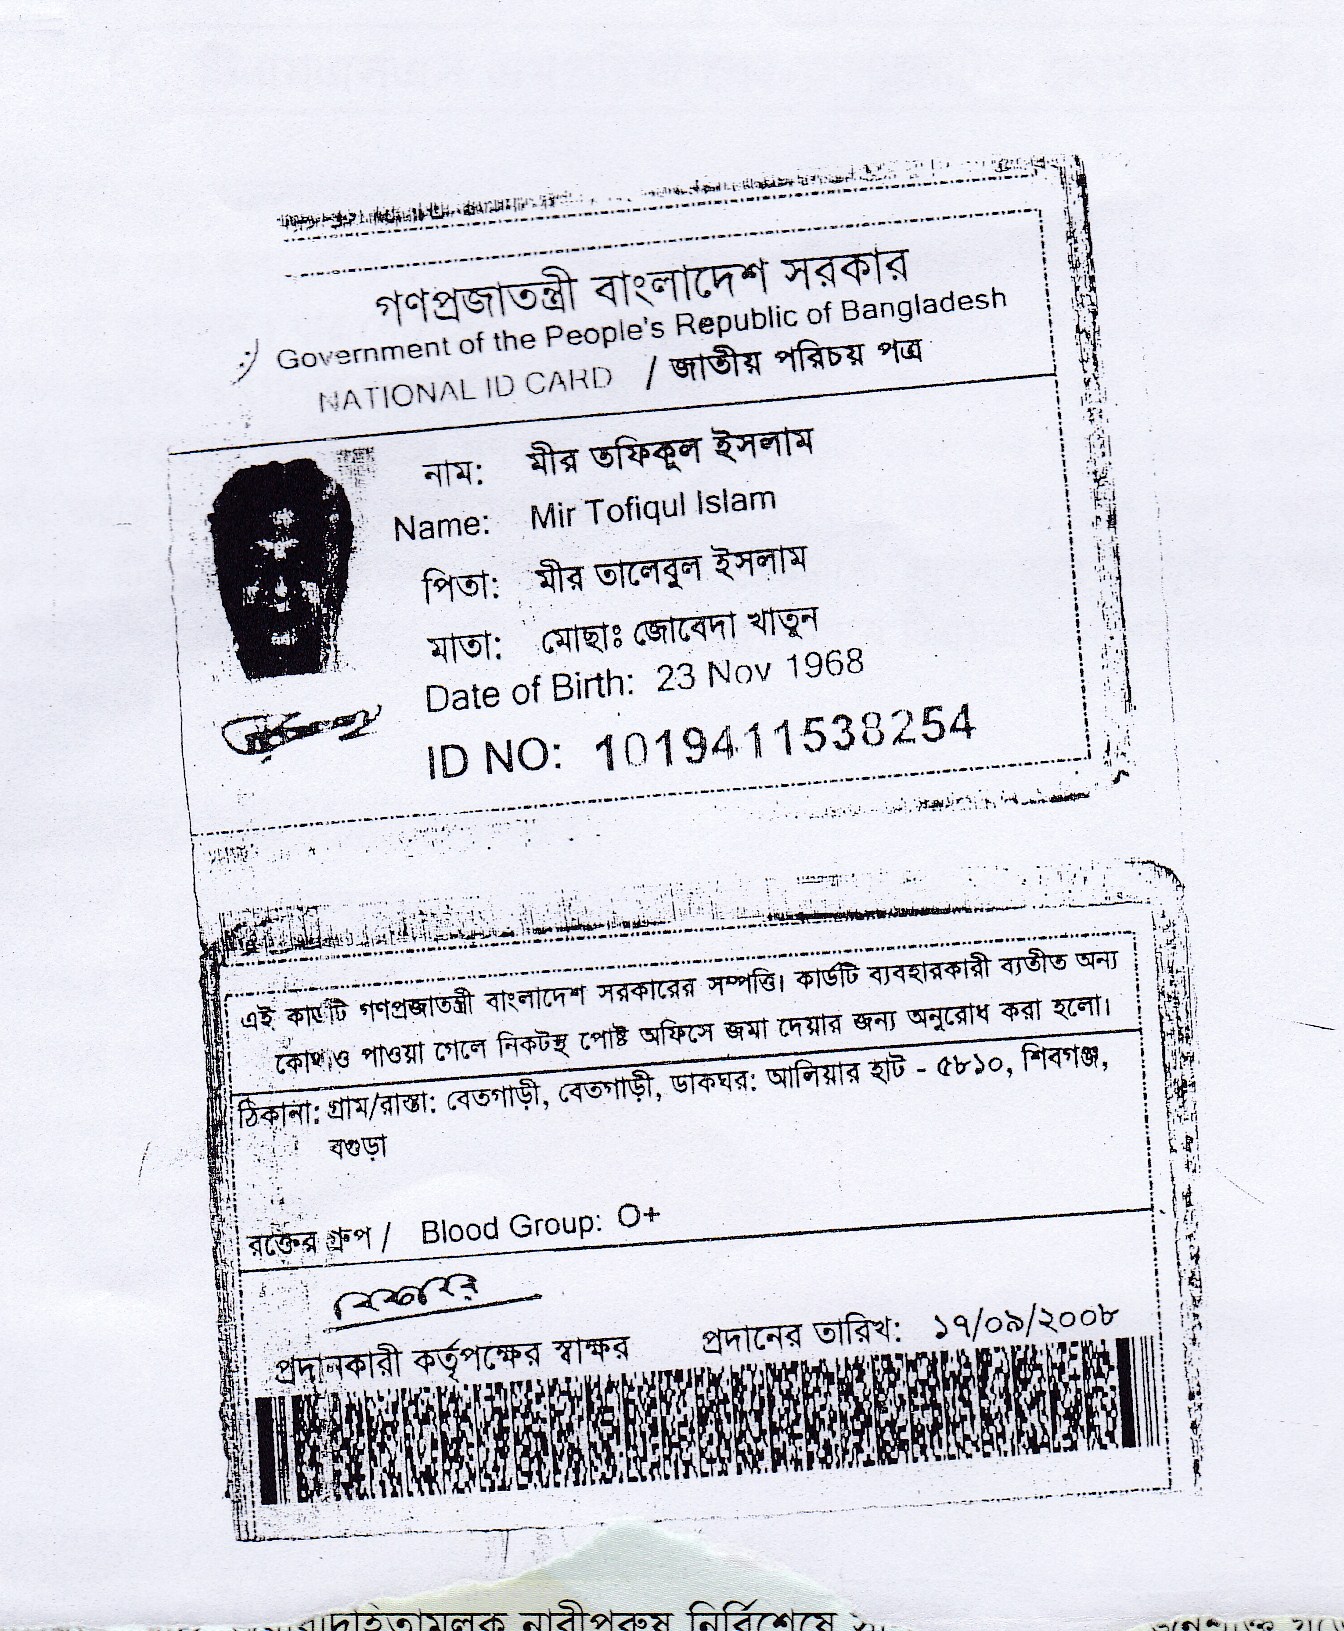 গণপ্রজাতন্ত্রী বাংলাদেশ সরকার
Government of the People's Republic of Bangladesh
NATIONAL ID CARD / জাতীয় পরিচয় পত্র
নাম: মীর তফিকুল ইসলাম
Name: Mir Tofiqul Islam
পিতা: মীর তালেবুল ইসলাম
মাতা: মোছাঃ জোবেদা খাতুন
Date of Birth: 23 Nov 1968
ID NO: 1019411538254
এই কার্ডটি গণপ্রজাতন্ত্রী বাংলাদেশ সরকারের সম্পত্তি। কার্ডটি ব্যবহারকারী ব্যতীত অন্য
কোথাও পাওয়া গেলে নিকটস্থ পোষ্ট অফিসে জমা দেয়ার জন্য অনুরোধ করা হলো।
ঠিকানা: গ্রাম/রাস্তা: বেতগাড়ী, বেতগাড়ী, ডাকঘর: আলিয়ার হাট - ৫৮১০, শিবগঞ্জ,
বগুড়া
রক্তের গ্রুপ / Blood Group: O+
প্রদানকারী কর্তৃপক্ষের স্বাক্ষর প্রদানের তারিখ: ১৭/০৯/২০০৮
নারীপুরুষ নির্বিশেষে